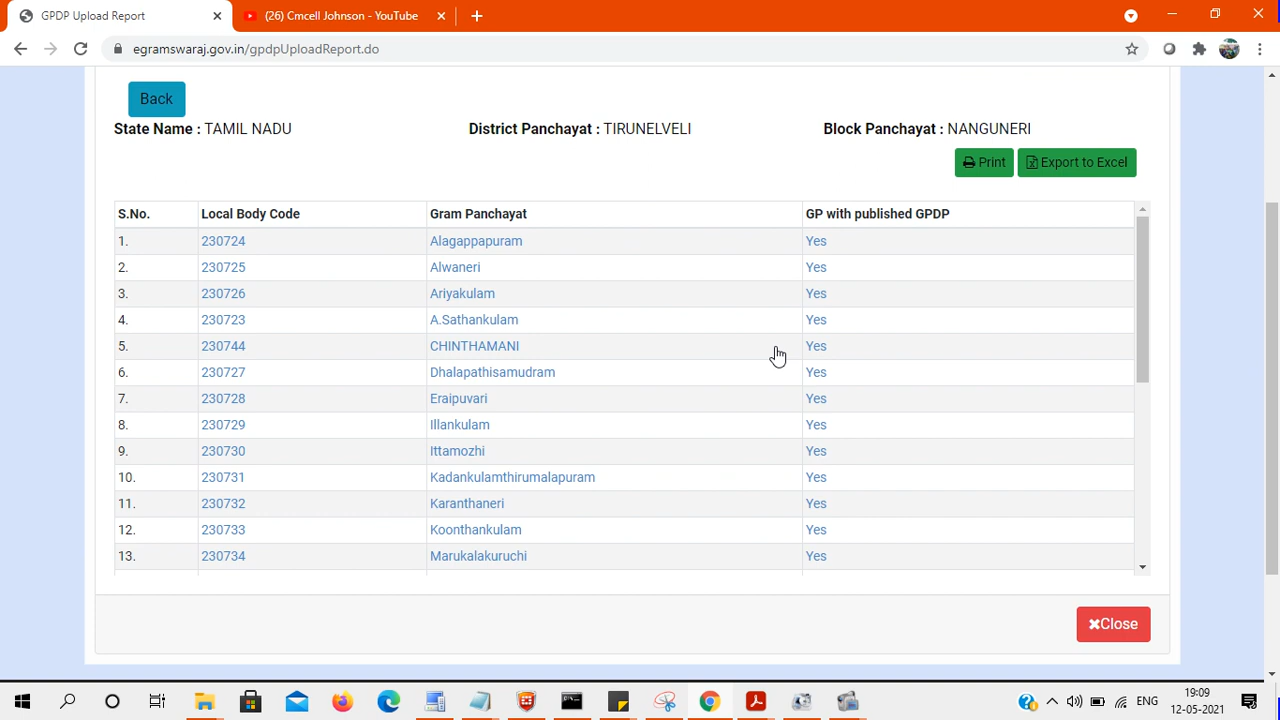 GPDP Upload Report
(26) Cmcell Johnson - YouTube
egramswaraj.gov.in/gpdpUploadReport.do
Back
State Name : TAMIL NADU District Panchayat : TIRUNELVELI Block Panchayat : NANGUNERI
Print Export to Excel
S.No. Local Body Code Gram Panchayat GP with published GPDP
1. 230724 Alagappapuram Yes
2. 230725 Alwaneri Yes
3. 230726 Ariyakulam Yes
4. 230723 A.Sathankulam Yes
5. 230744 CHINTHAMANI Yes
6. 230727 Dhalapathisamudram Yes
7. 230728 Eraipuvari Yes
8. 230729 Illankulam Yes
9. 230730 Ittamozhi Yes
10. 230731 Kadankulamthirumalapuram Yes
11. 230732 Karanthaneri Yes
12. 230733 Koonthankulam Yes
13. 230734 Marukalakuruchi Yes
Close
ENG
19:09
12-05-2021